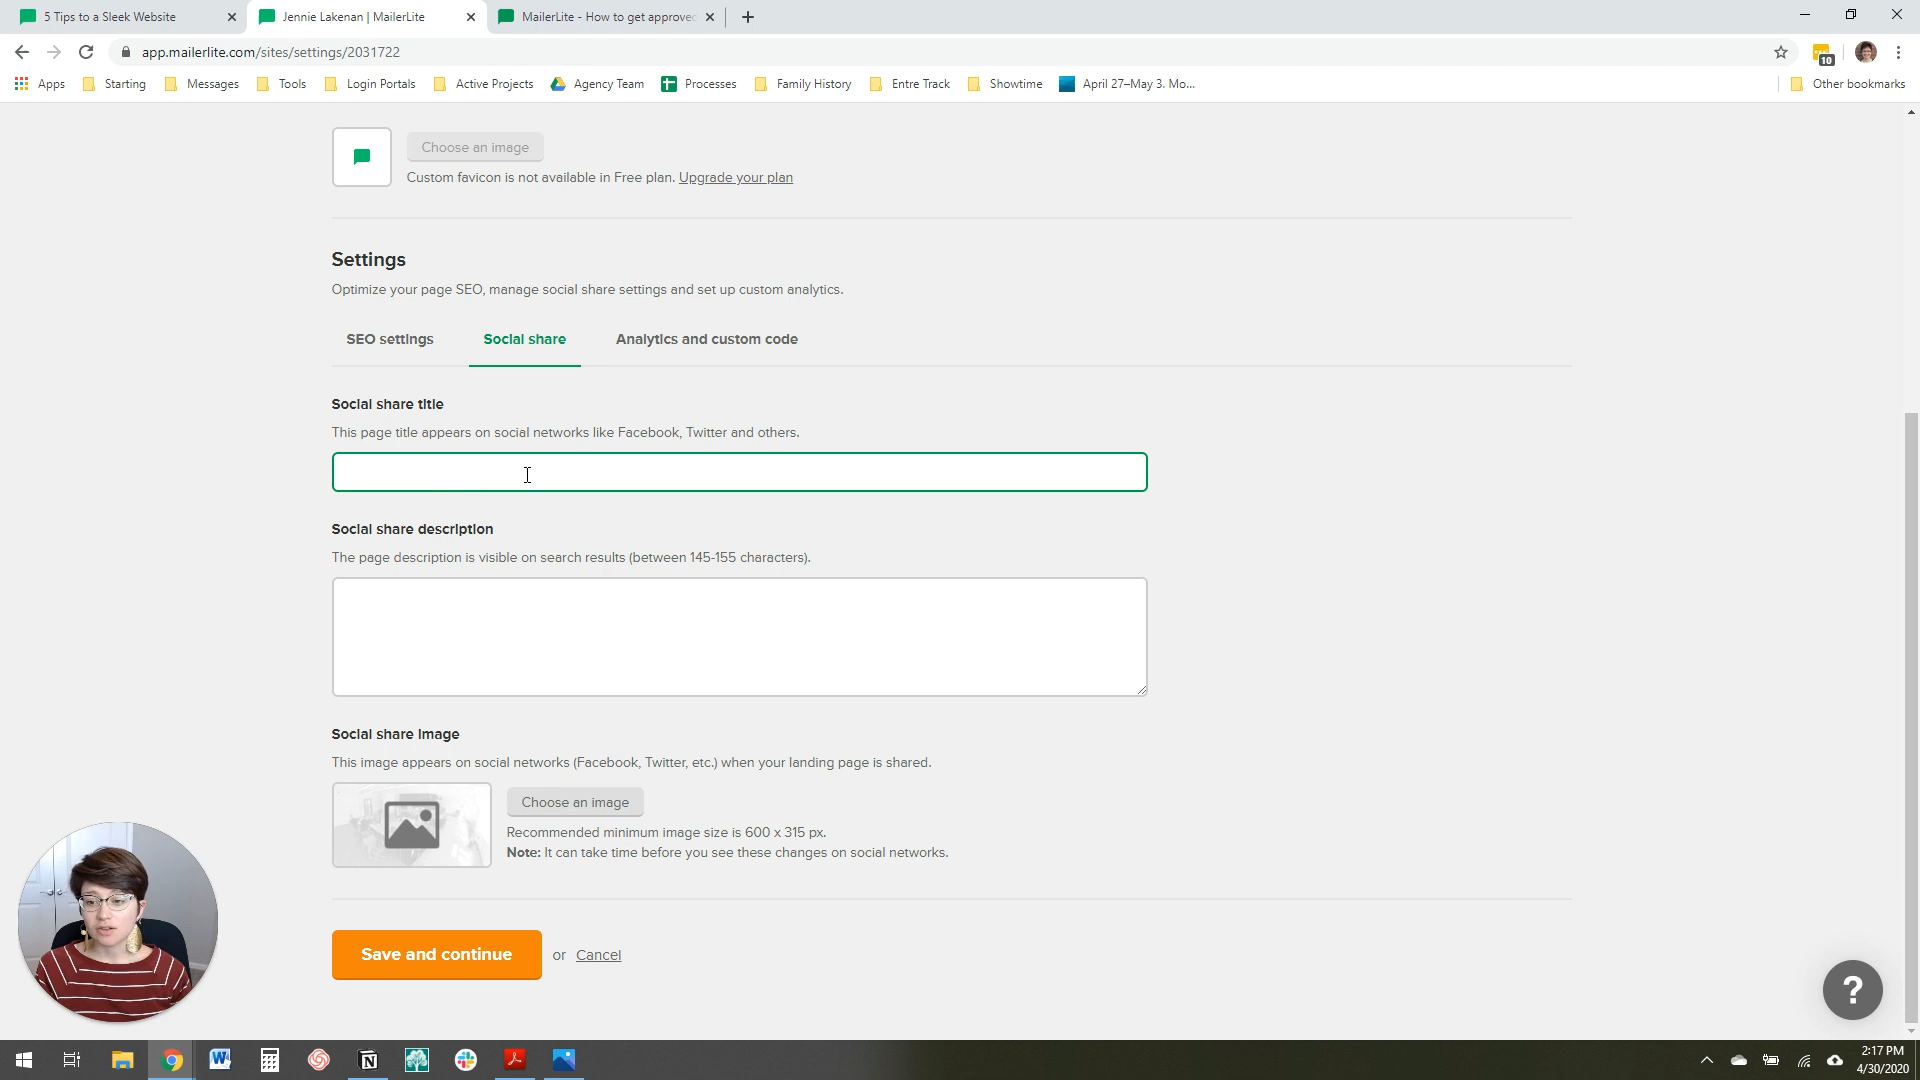 5 Tips to a Sleek Website
Jennie Lakenan | MailerLite
MailerLite - How to get approved
app.mailerlite.com/sites/settings/2031722
10
Apps
Starting
Messages
Tools
Login Portals
Active Projects
Agency Team
Processes
Family History
Entre Track
Showtime
April 27–May 3. Mo...
Other bookmarks
Choose an image
Custom favicon is not available in Free plan. Upgrade your plan
Settings
Optimize your page SEO, manage social share settings and set up custom analytics.
SEO settings
Social share
Analytics and custom code
Social share title
This page title appears on social networks like Facebook, Twitter and others.
Social share description
The page description is visible on search results (between 145-155 characters).
Social share image
This image appears on social networks (Facebook, Twitter, etc.) when your landing page is shared.
Choose an image
Recommended minimum image size is 600 x 315 px.
Note: It can take time before you see these changes on social networks.
Save and continue
or Cancel
?
2:17 PM
4/30/2020